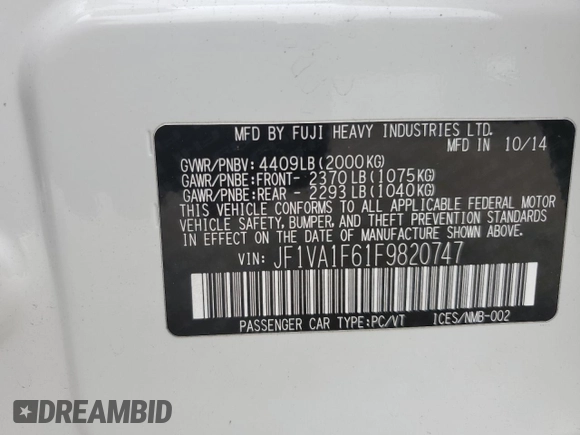 MFD BY FUJI HEAVY INDUSTRIES LTD.
MFD IN 10/14
GVWR/PNBV: 4409LB(2000KG)
GAWR/PNBE:FRONT- 2370LB(1075KG)
GAWR/PNBE:REAR - 2293LB(1040KG)
THIS VEHICLE CONFORMS TO ALL APPLICABLE FEDERAL MOTOR
VEHICLE SAFETY, BUMPER, AND THEFT PREVENTION STANDARDS
IN EFFECT ON THE DATE OF MANUFACTURE SHOWN ABOVE.
VIN: JF1VA1F61F9820747
PASSENGER CAR TYPE:PC/VT ICES/NMB-002
DREAMBID